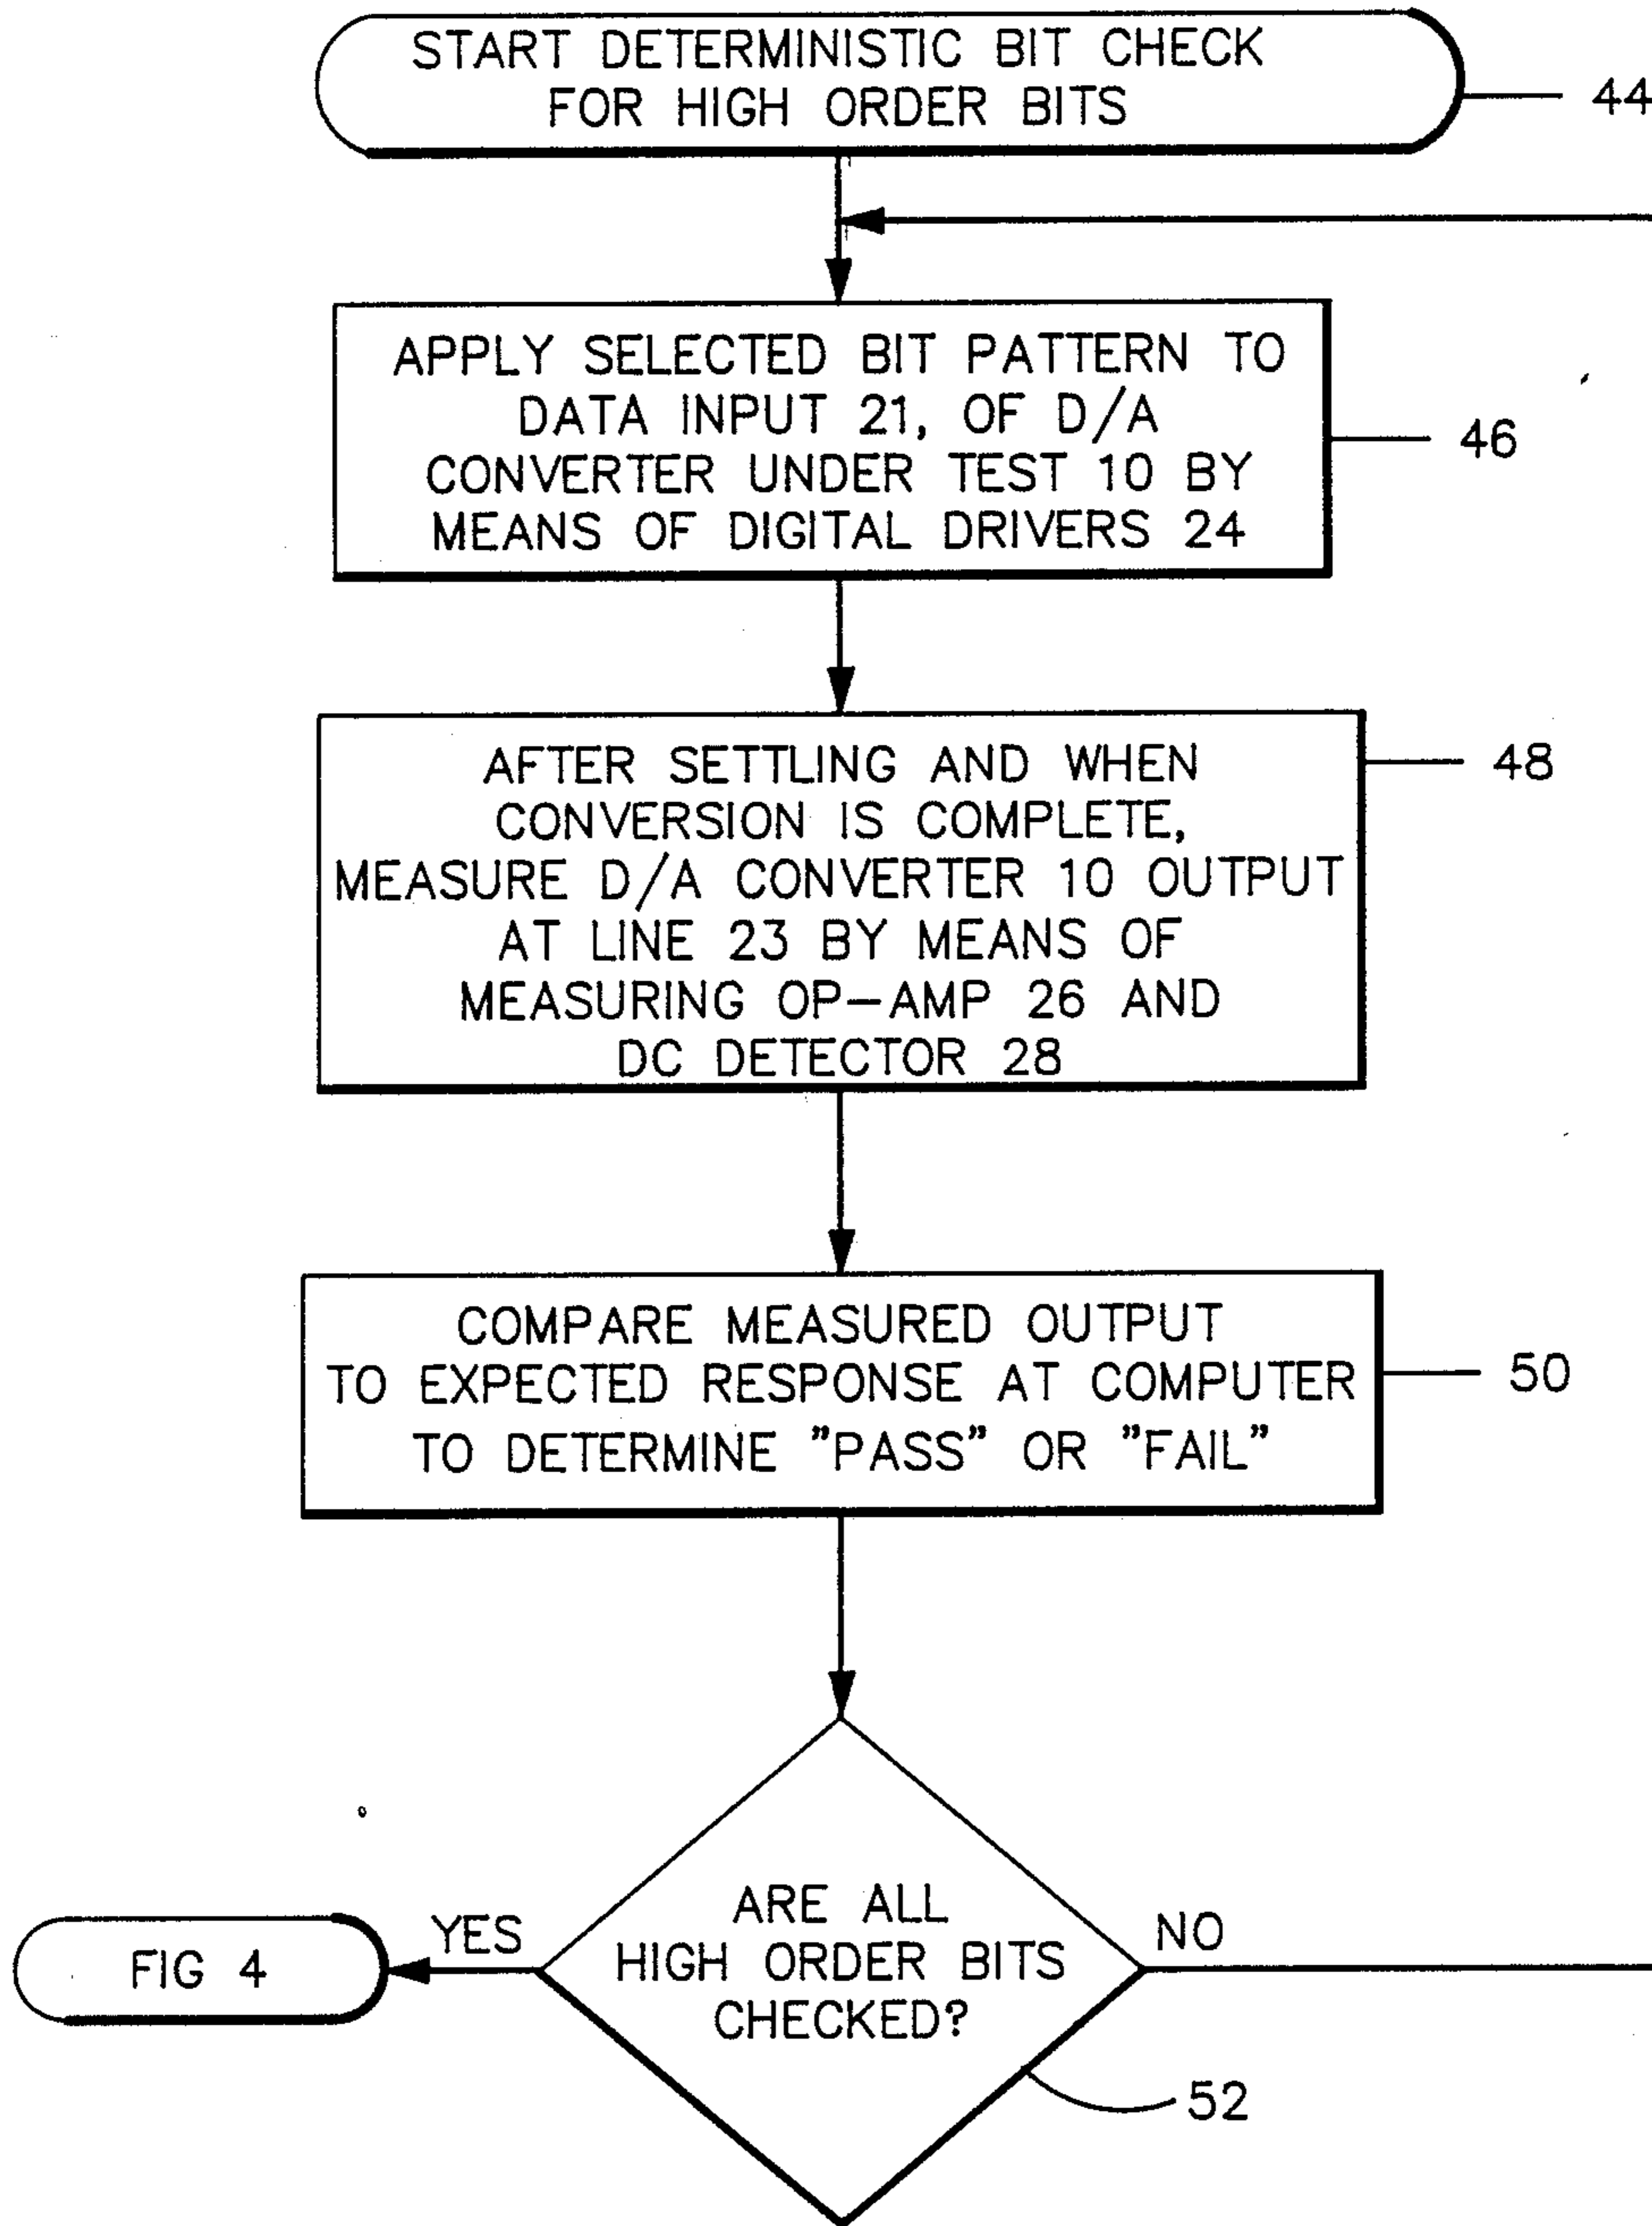 START DETERMINISTIC BIT CHECK
FOR HIGH ORDER BITS
44
APPLY SELECTED BIT PATTERN TO
DATA INPUT 21, OF D/A
CONVERTER UNDER TEST 10 BY
MEANS OF DIGITAL DRIVERS 24
46
AFTER SETTLING AND WHEN
CONVERSION IS COMPLETE,
MEASURE D/A CONVERTER 10 OUTPUT
AT LINE 23 BY MEANS OF
MEASURING OP-AMP 26 AND
DC DETECTOR 28
48
COMPARE MEASURED OUTPUT
TO EXPECTED RESPONSE AT COMPUTER
TO DETERMINE "PASS" OR "FAIL"
50
ARE ALL
HIGH ORDER BITS
CHECKED?
YES
NO
FIG 4
52